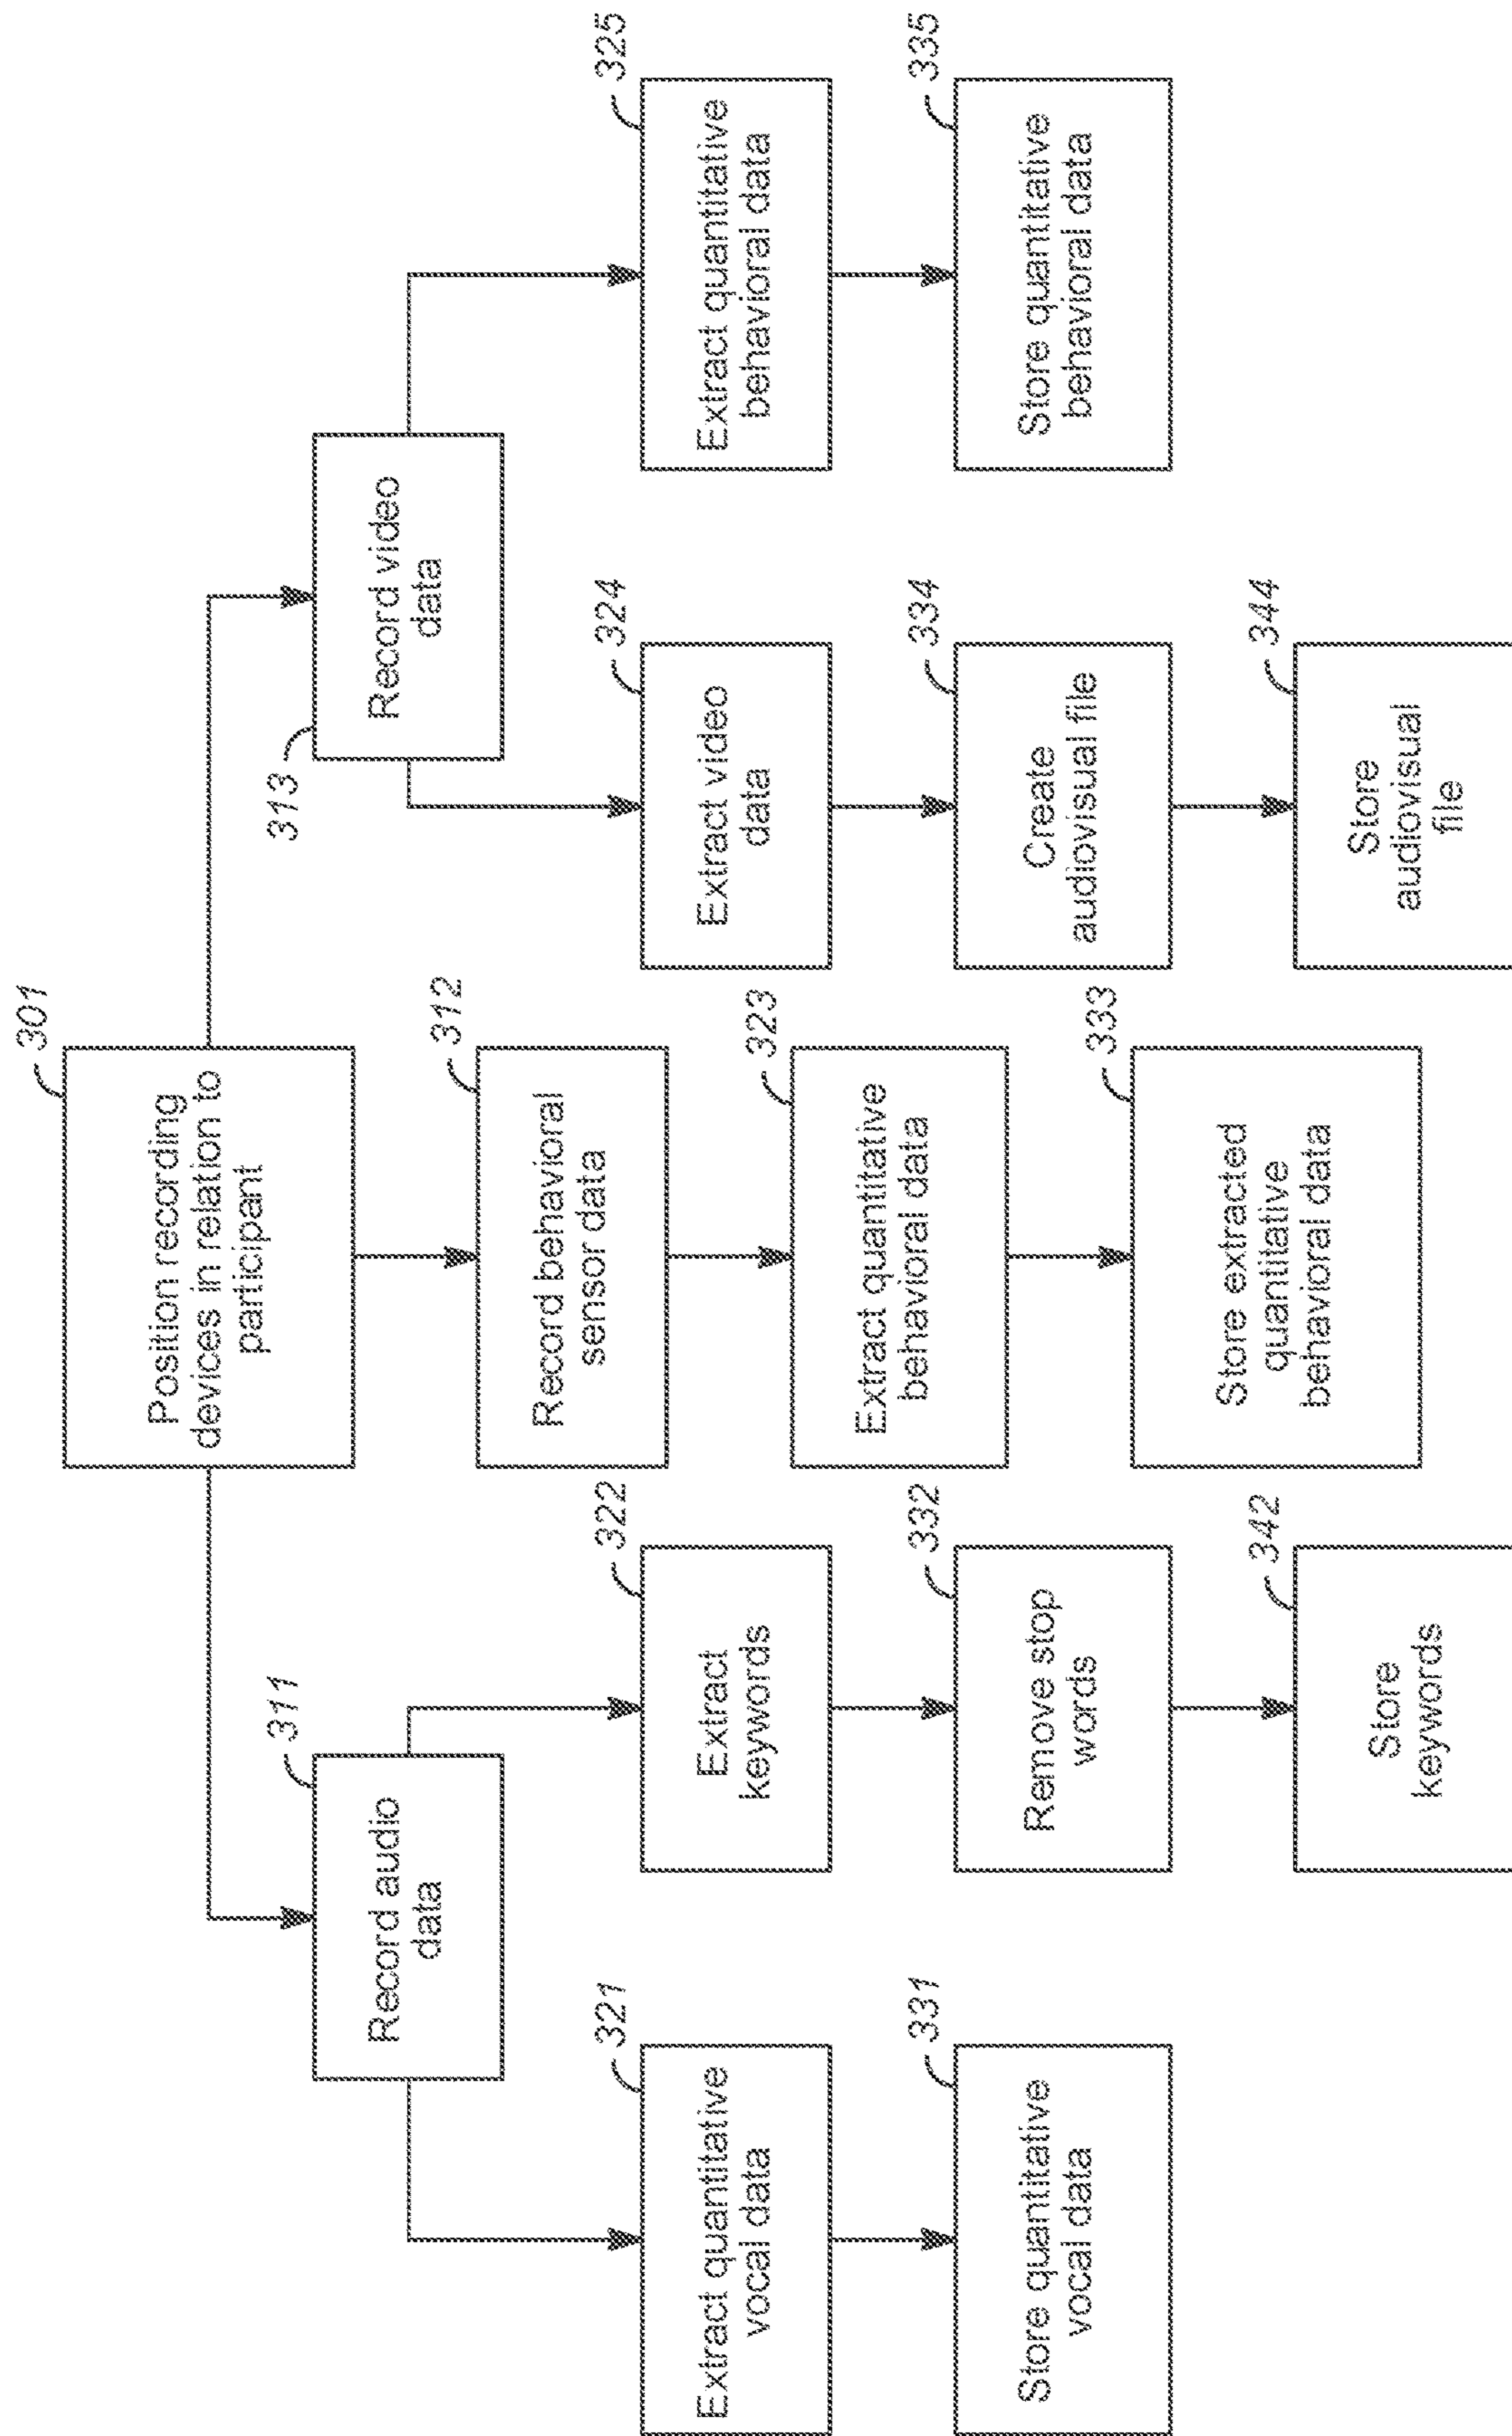 301
Position recording
devices in relation to
participant
311
Record audio
data
312
Record behavioral
sensor data
313
Record video
data
321
Extract quantitative
vocal data
322
Extract
keywords
323
Extract quantitative
behavioral data
324
Extract video
data
325
Extract quantitative
behavioral data
331
Store quantitative
vocal data
332
Remove stop
words
333
Store extracted
quantitative
behavioral data
334
Create
audiovisual file
335
Store quantitative
behavioral data
342
Store
keywords
344
Store
audiovisual
file